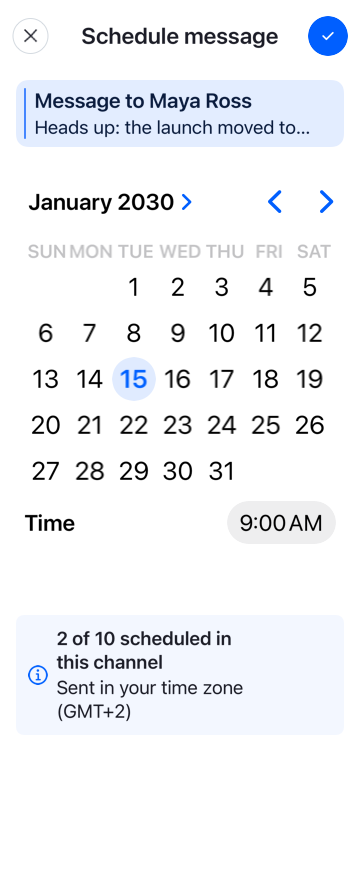 Schedule message
Message to Maya Ross
Heads up: the launch moved to...
January 2030
SUN MON TUE WED THU FRI SAT
1 2 3 4 5
6 7 8 9 10 11 12
13 14 15 16 17 18 19
20 21 22 23 24 25 26
27 28 29 30 31
Time 9:00 AM
2 of 10 scheduled in
this channel
Sent in your time zone
(GMT+2)